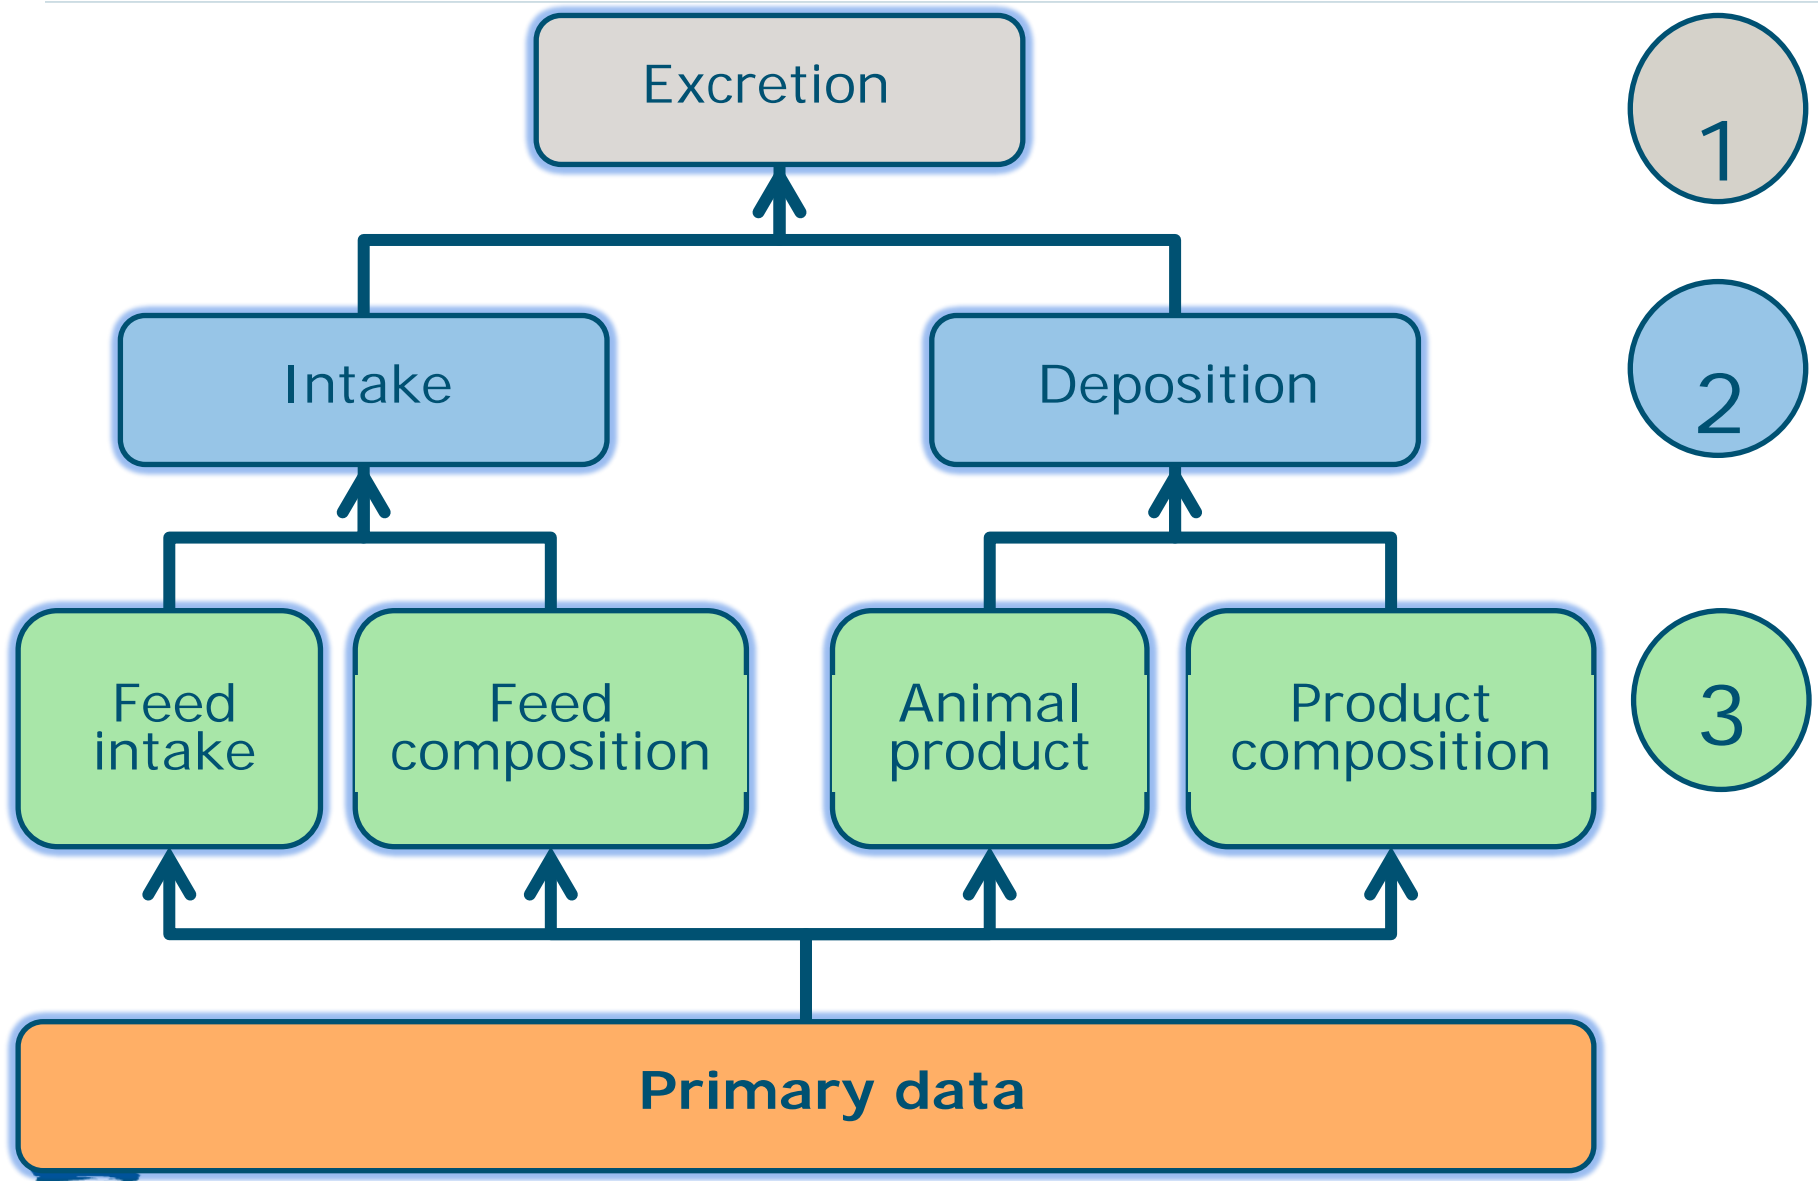 Excretion
1
Intake
Deposition
2
Feed
intake
Feed
composition
Animal
product
Product
composition
3
Primary data